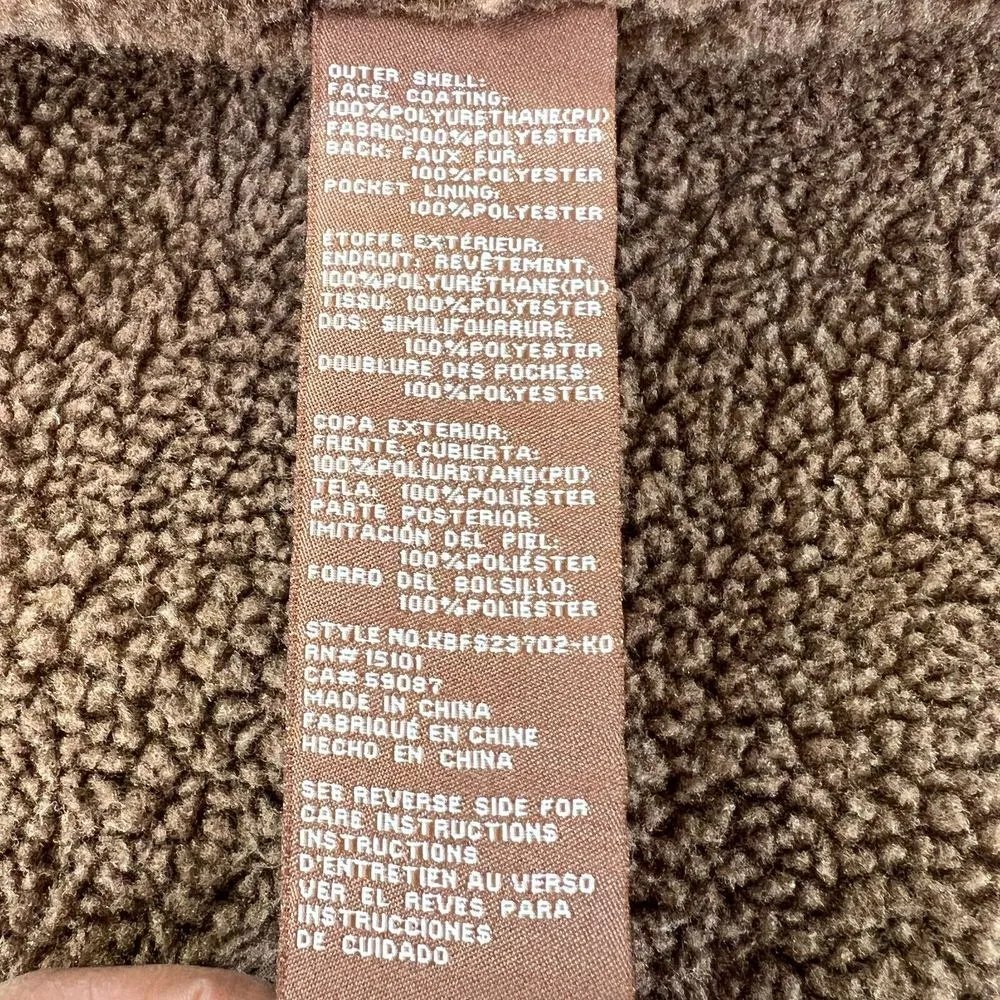 OUTER SHELL:
FACE: COATING:
100%POLYURETHANE(PU)
FABRIC:100%POLYESTER
BACK: FAUX FUR:
100%POLYESTER
POCKET LINING:
100%POLYESTER
ÉTOFFE EXTÉRIEUR:
ENDROIT: REVÊTEMENT:
100%POLYURÉTHANE(PU)
TISSU: 100%POLYESTER
DOS: SIMILIFOURRURE:
100%POLYESTER
DOUBLURE DES POCHES:
100%POLYESTER
COPA EXTERIOR:
FRENTE: CUBIERTA:
100%POLIURETANO(PU)
TELA: 100%POLIÉSTER
PARTE POSTERIOR:
IMITACIÓN DEL PIEL:
100%POLIÉSTER
FORRO DEL BOLSILLO:
100%POLIÉSTER
STYLE NO.KBFS23702-KO
RN# 15101
CA# 59087
MADE IN CHINA
FABRIQUÉ EN CHINE
HECHO EN CHINA
SEE REVERSE SIDE FOR
CARE INSTRUCTIONS
INSTRUCTIONS
D'ENTRETIEN AU VERSO
VER EL REVES PARA
INSTRUCCIONES
DE CUIDADO